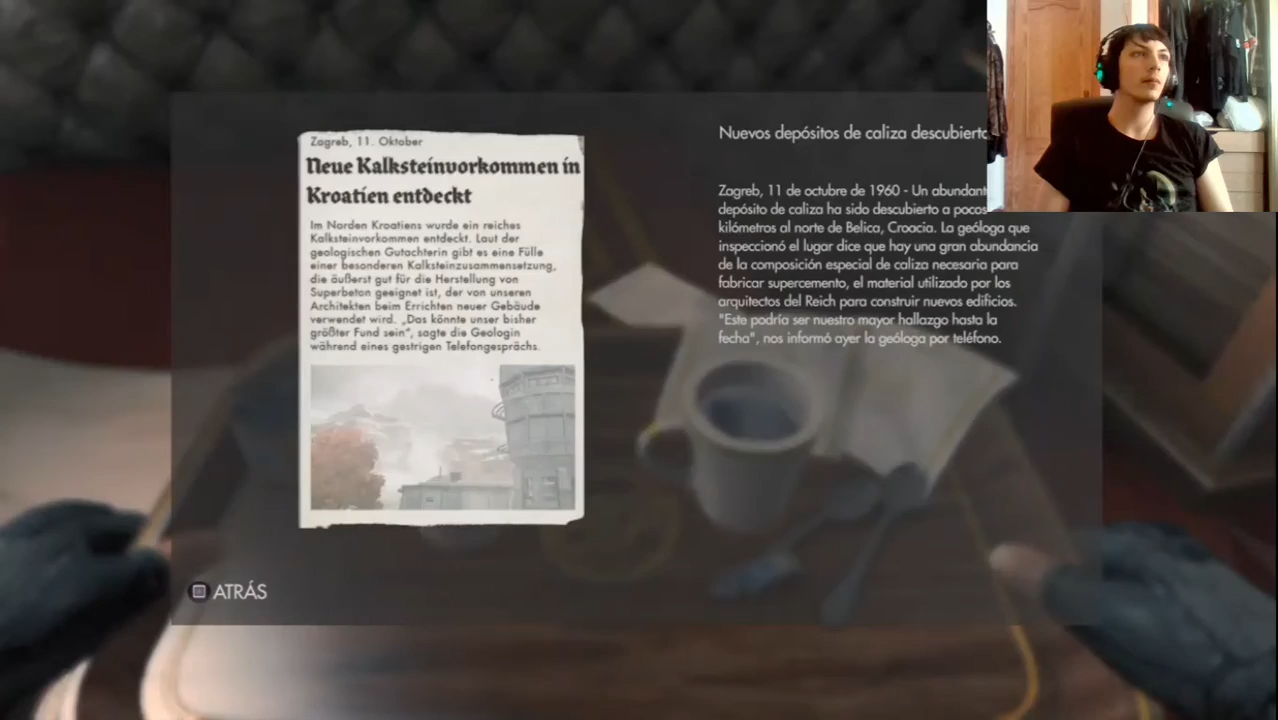 Zagreb, 11. Oktober
Neue Kalksteinvorkommen in
Kroatien entdeckt
Im Norden Kroatiens wurde ein reiches
Kalksteinvorkommen entdeckt. Laut der
geologischen Gutachterin gibt es eine Fülle
einer besonderen Kalksteinzusammensetzung,
die äußerst gut für die Herstellung von
Superbeton geeignet ist, der von unseren
Architekten beim Errichten neuer Gebäude
verwendet wird. „Das könnte unser bisher
größter Fund sein“, sagte die Geologin
während eines gestrigen Telefongesprächs.
Nuevos depósitos de caliza
Zagreb, 11 de octubre de 1960 - Un
depósito de caliza ha sido descubierto a pocos
kilómetros al norte de Belica, Croacia. La geóloga que
inspeccionó el lugar dice que hay una gran abundancia
de la composición especial de caliza necesaria para
fabricar supercemento, el material utilizado por los
arquitectos del Reich para construir nuevos edificios.
"Este podría ser nuestro mayor hallazgo hasta la
fecha", nos informó ayer la geóloga por teléfono.
ATRÁS